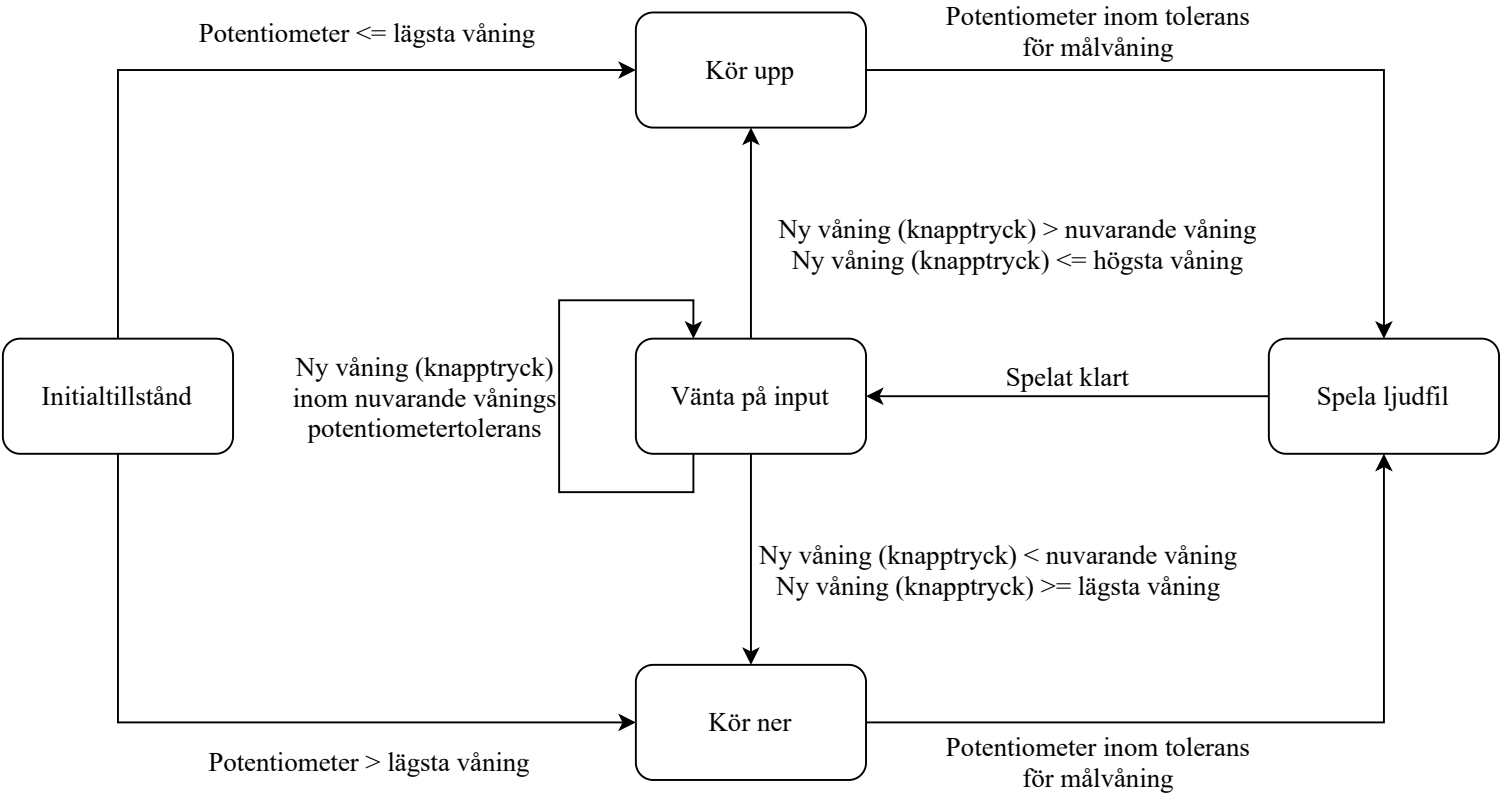 Potentiometer <= lägsta våning
Kör upp
Potentiometer inom tolerans
för målvåning
Ny våning (knapptryck) > nuvarande våning
Ny våning (knapptryck) <= högsta våning
Initialtillstånd
Ny våning (knapptryck)
inom nuvarande vånings
potentiometertolerans
Vänta på input
Spelat klart
Spela ljudfil
Ny våning (knapptryck) < nuvarande våning
Ny våning (knapptryck) >= lägsta våning
Potentiometer > lägsta våning
Kör ner
Potentiometer inom tolerans
för målvåning